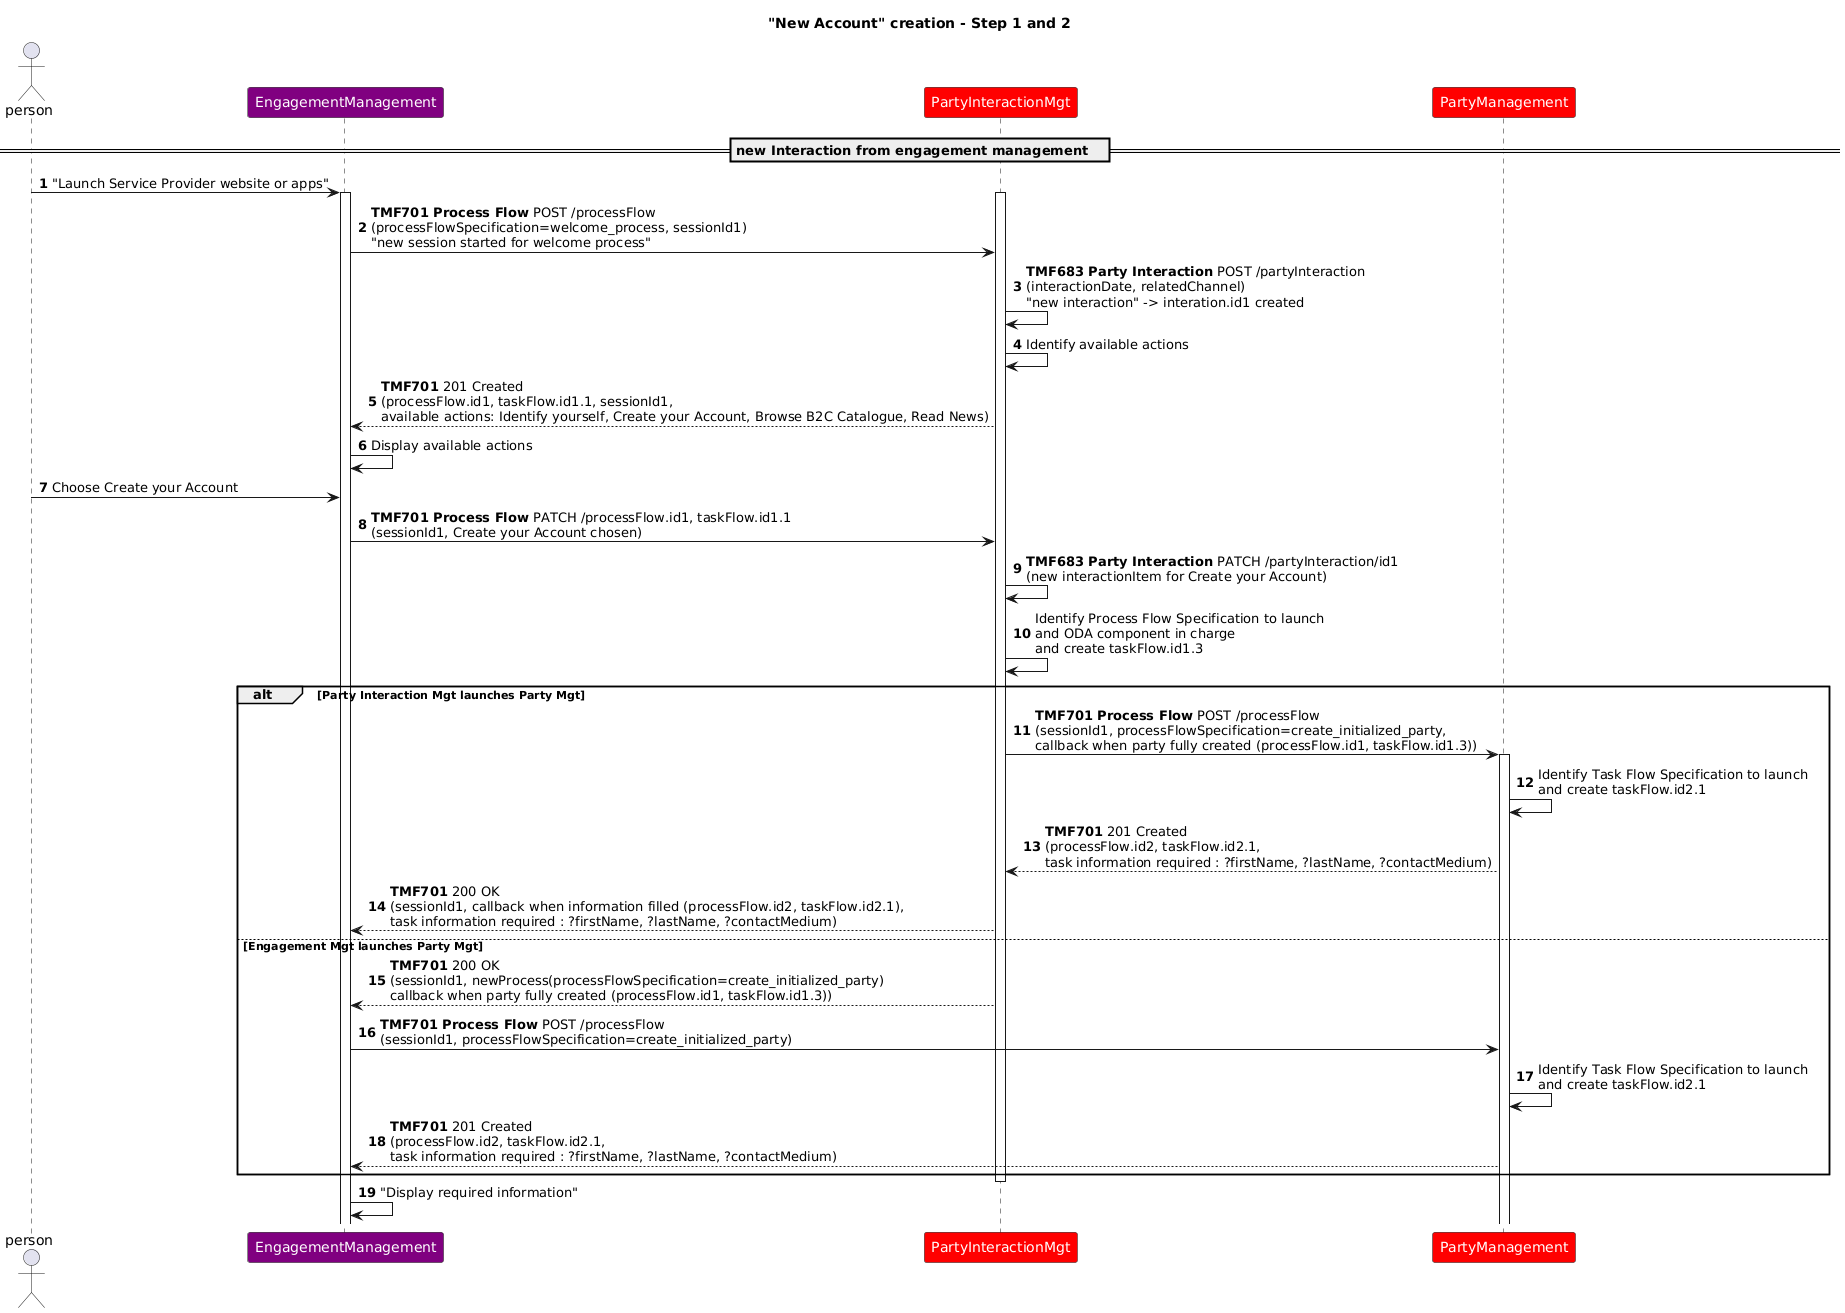 "New Account" creation - Step 1 and 2
person
EngagementManagement
PartyInteractionMgt
PartyManagement
new Interaction from engagement management
1 "Launch Service Provider website or apps"
TMF701 Process Flow POST /processFlow
2 (processFlowSpecification=welcome_process, sessionId1)
"new session started for welcome process"
TMF683 Party Interaction POST /partyInteraction
3 (interactionDate, relatedChannel)
"new interaction" -> interation.id1 created
4 Identify available actions
TMF701 201 Created
5 (processFlow.id1, taskFlow.id1.1, sessionId1,
available actions: Identify yourself, Create your Account, Browse B2C Catalogue, Read News)
6 Display available actions
7 Choose Create your Account
TMF701 Process Flow PATCH /processFlow.id1, taskFlow.id1.1
8
(sessionId1, Create your Account chosen)
TMF683 Party Interaction PATCH /partyInteraction/id1
9
(new interactionItem for Create your Account)
Identify Process Flow Specification to launch
10 and ODA component in charge
and create taskFlow.id1.3
alt [Party Interaction Mgt launches Party Mgt]
TMF701 Process Flow POST /processFlow
11 (sessionId1, processFlowSpecification=create_initialized_party,
callback when party fully created (processFlow.id1, taskFlow.id1.3))
12 Identify Task Flow Specification to launch
and create taskFlow.id2.1
TMF701 201 Created
13 (processFlow.id2, taskFlow.id2.1,
task information required : ?firstName, ?lastName, ?contactMedium)
TMF701 200 OK
14 (sessionId1, callback when information filled (processFlow.id2, taskFlow.id2.1),
task information required : ?firstName, ?lastName, ?contactMedium)
[Engagement Mgt launches Party Mgt]
TMF701 200 OK
15 (sessionId1, newProcess(processFlowSpecification=create_initialized_party)
callback when party fully created (processFlow.id1, taskFlow.id1.3))
16 TMF701 Process Flow POST /processFlow
(sessionId1, processFlowSpecification=create_initialized_party)
17 Identify Task Flow Specification to launch
and create taskFlow.id2.1
TMF701 201 Created
18 (processFlow.id2, taskFlow.id2.1,
task information required : ?firstName, ?lastName, ?contactMedium)
19 "Display required information"
person
EngagementManagement
PartyInteractionMgt
PartyManagement